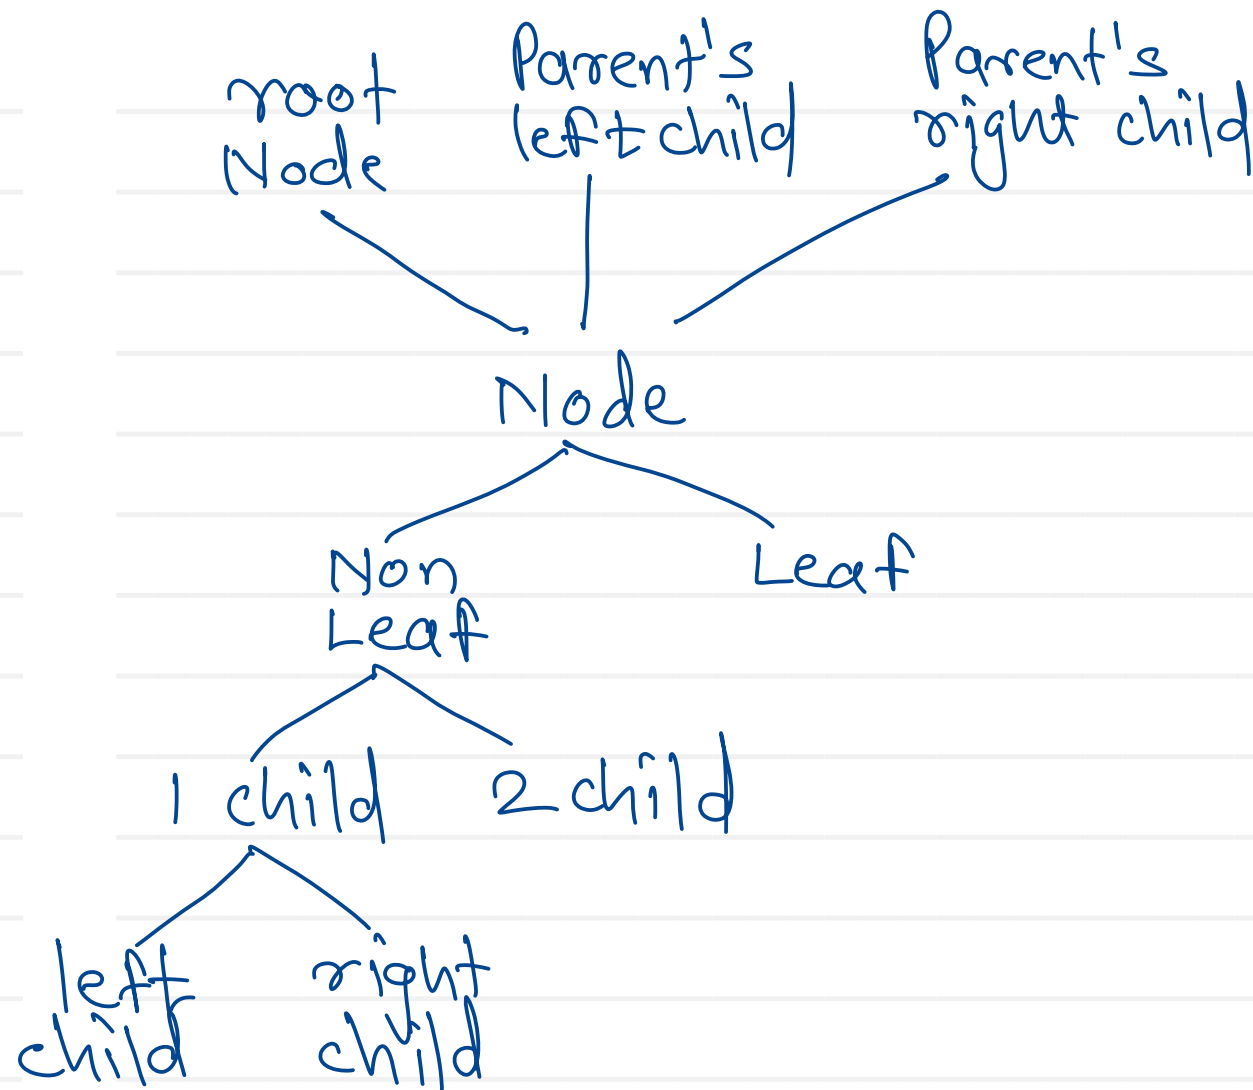 root
Node
Parent's
left child
Parent's
right child
Node
Non
Leaf
Leaf
1 child
2 child
left
child
right
child